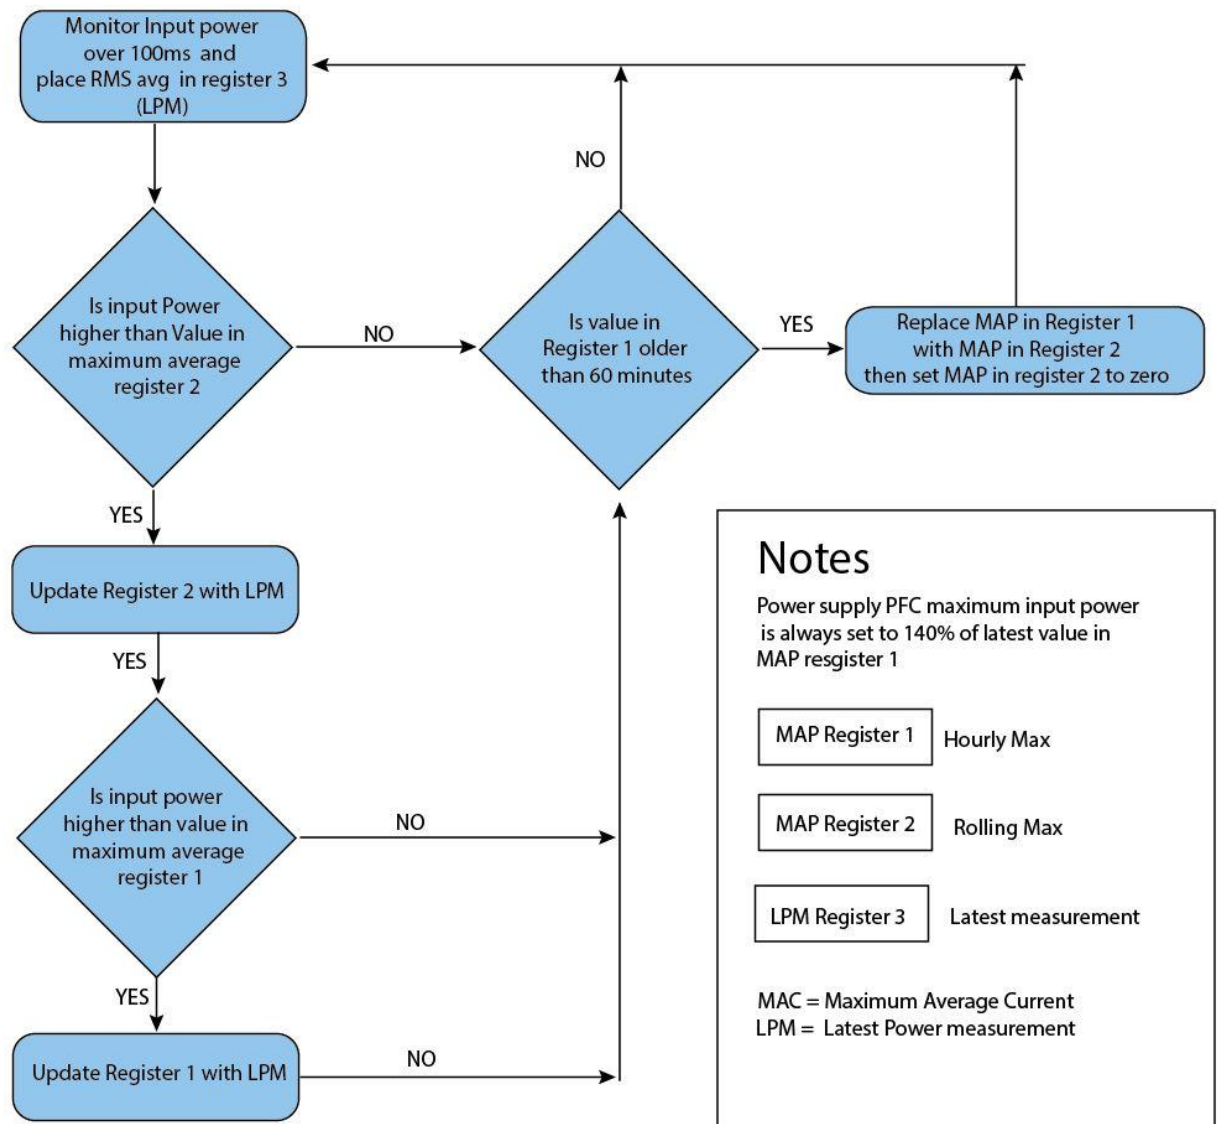 Monitor Input power
over 100ms and
place RMS avg in register 3
(LPM)
NO
Is input Power
higher than Value in
maximum average
register 2
NO
Is value in
Register 1 older
than 60 minutes
YES
Replace MAP in Register 1
with MAP in Register 2
then set MAP in register 2 to zero
YES
Update Register 2 with LPM
YES
Is input power
higher than value in
maximum average
register 1
NO
YES
Update Register 1 with LPM
NO
Notes
Power supply PFC maximum input power
is always set to 140% of latest value in
MAP resgister 1
MAP Register 1
Hourly Max
MAP Register 2
Rolling Max
LPM Register 3
Latest measurement
MAC = Maximum Average Current
LPM = Latest Power measurement